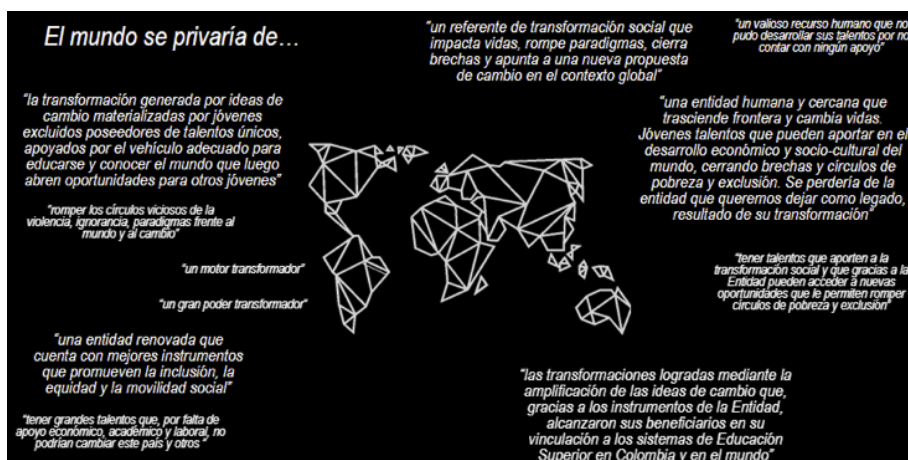 El mundo se privaría de...
"un referente de transformación social que
impacta vidas, rompe paradigmas, cierra
brechas y apunta a una nueva propuesta
de cambio en el contexto global"
"un valioso recurso humano que no
pudo desarrollar sus talentos por no
contar con ningún apoyo"
"la transformación generada por ideas de
cambio materializadas por jóvenes
excluidos poseedores de talentos únicos,
apoyados por el vehículo adecuado para
educarse y conocer el mundo que luego
abren oportunidades para otros jóvenes"
"una entidad humana y cercana que
trasciende frontera y cambia vidas.
Jóvenes talentos que pueden aportar en el
desarrollo económico y socio-cultural del
mundo, cerrando brechas y círculos de
pobreza y exclusión. Se perdería de la
entidad que queremos dejar como legado,
resultado de su transformación"
"romper los círculos viciosos de la
violencia, ignorancia, paradigmas frente al
mundo y al cambio"
"un motor transformador"
"un gran poder transformador"
"tener talentos que aporten a la
transformación social y que gracias a la
Entidad pueden acceder a nuevas
oportunidades que le permiten romper
círculos de pobreza y exclusión"
"una entidad renovada que
cuenta con mejores instrumentos
que promueven la inclusión, la
equidad y la movilidad social"
"tener grandes talentos que, por falta de
apoyo económico, académico y laboral, no
podrían cambiar este país y otros "
"las transformaciones logradas mediante la
amplificación de las ideas de cambio que,
gracias a los instrumentos de la Entidad,
alcanzaron sus beneficiarios en su
vinculación a los sistemas de Educación
Superior en Colombia y en el mundo"